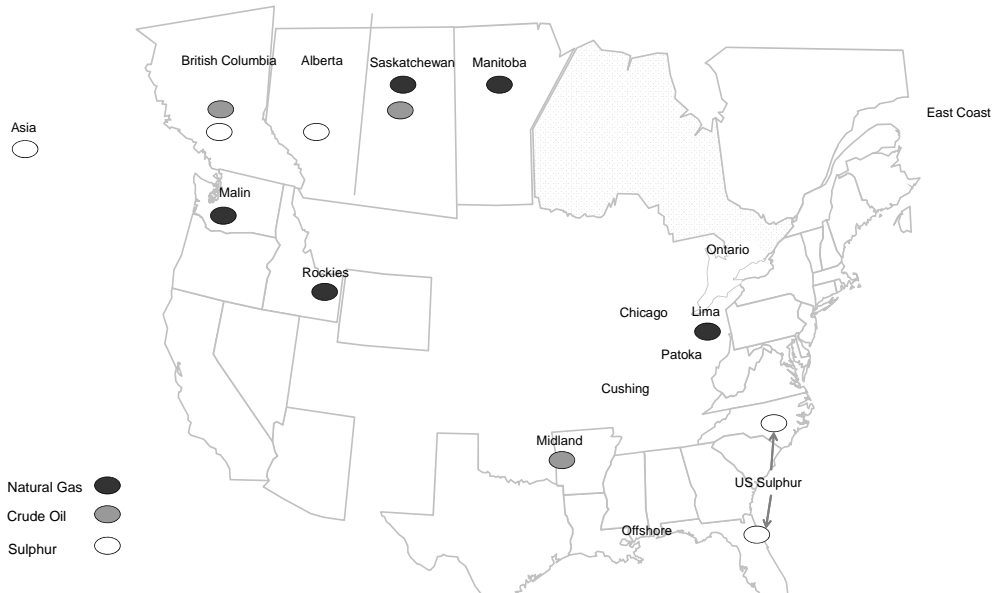 British Columbia
Alberta
Saskatchewan
Manitoba
East Coast
Asia
Malin
Ontario
Rockies
Chicago
Lima
Patoka
Cushing
Midland
US Sulphur
Natural Gas
Crude Oil
Offshore
Sulphur